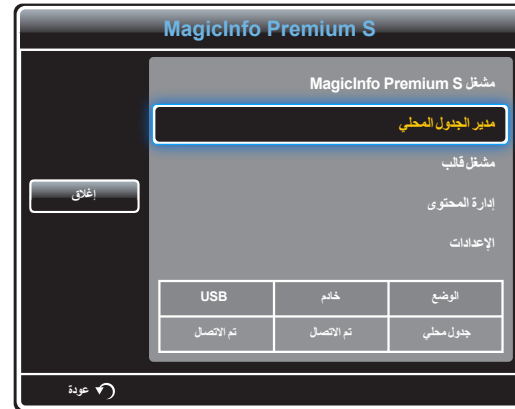 MagicInfo Premium S
مشغل MagicInfo Premium S
مدير الجدول المحلي
مشغل قالب
إدارة المحتوى
الإعدادات
إغلاق
الوضع خادم USB
جدول محلي تم الاتصال تم الاتصال
عودة